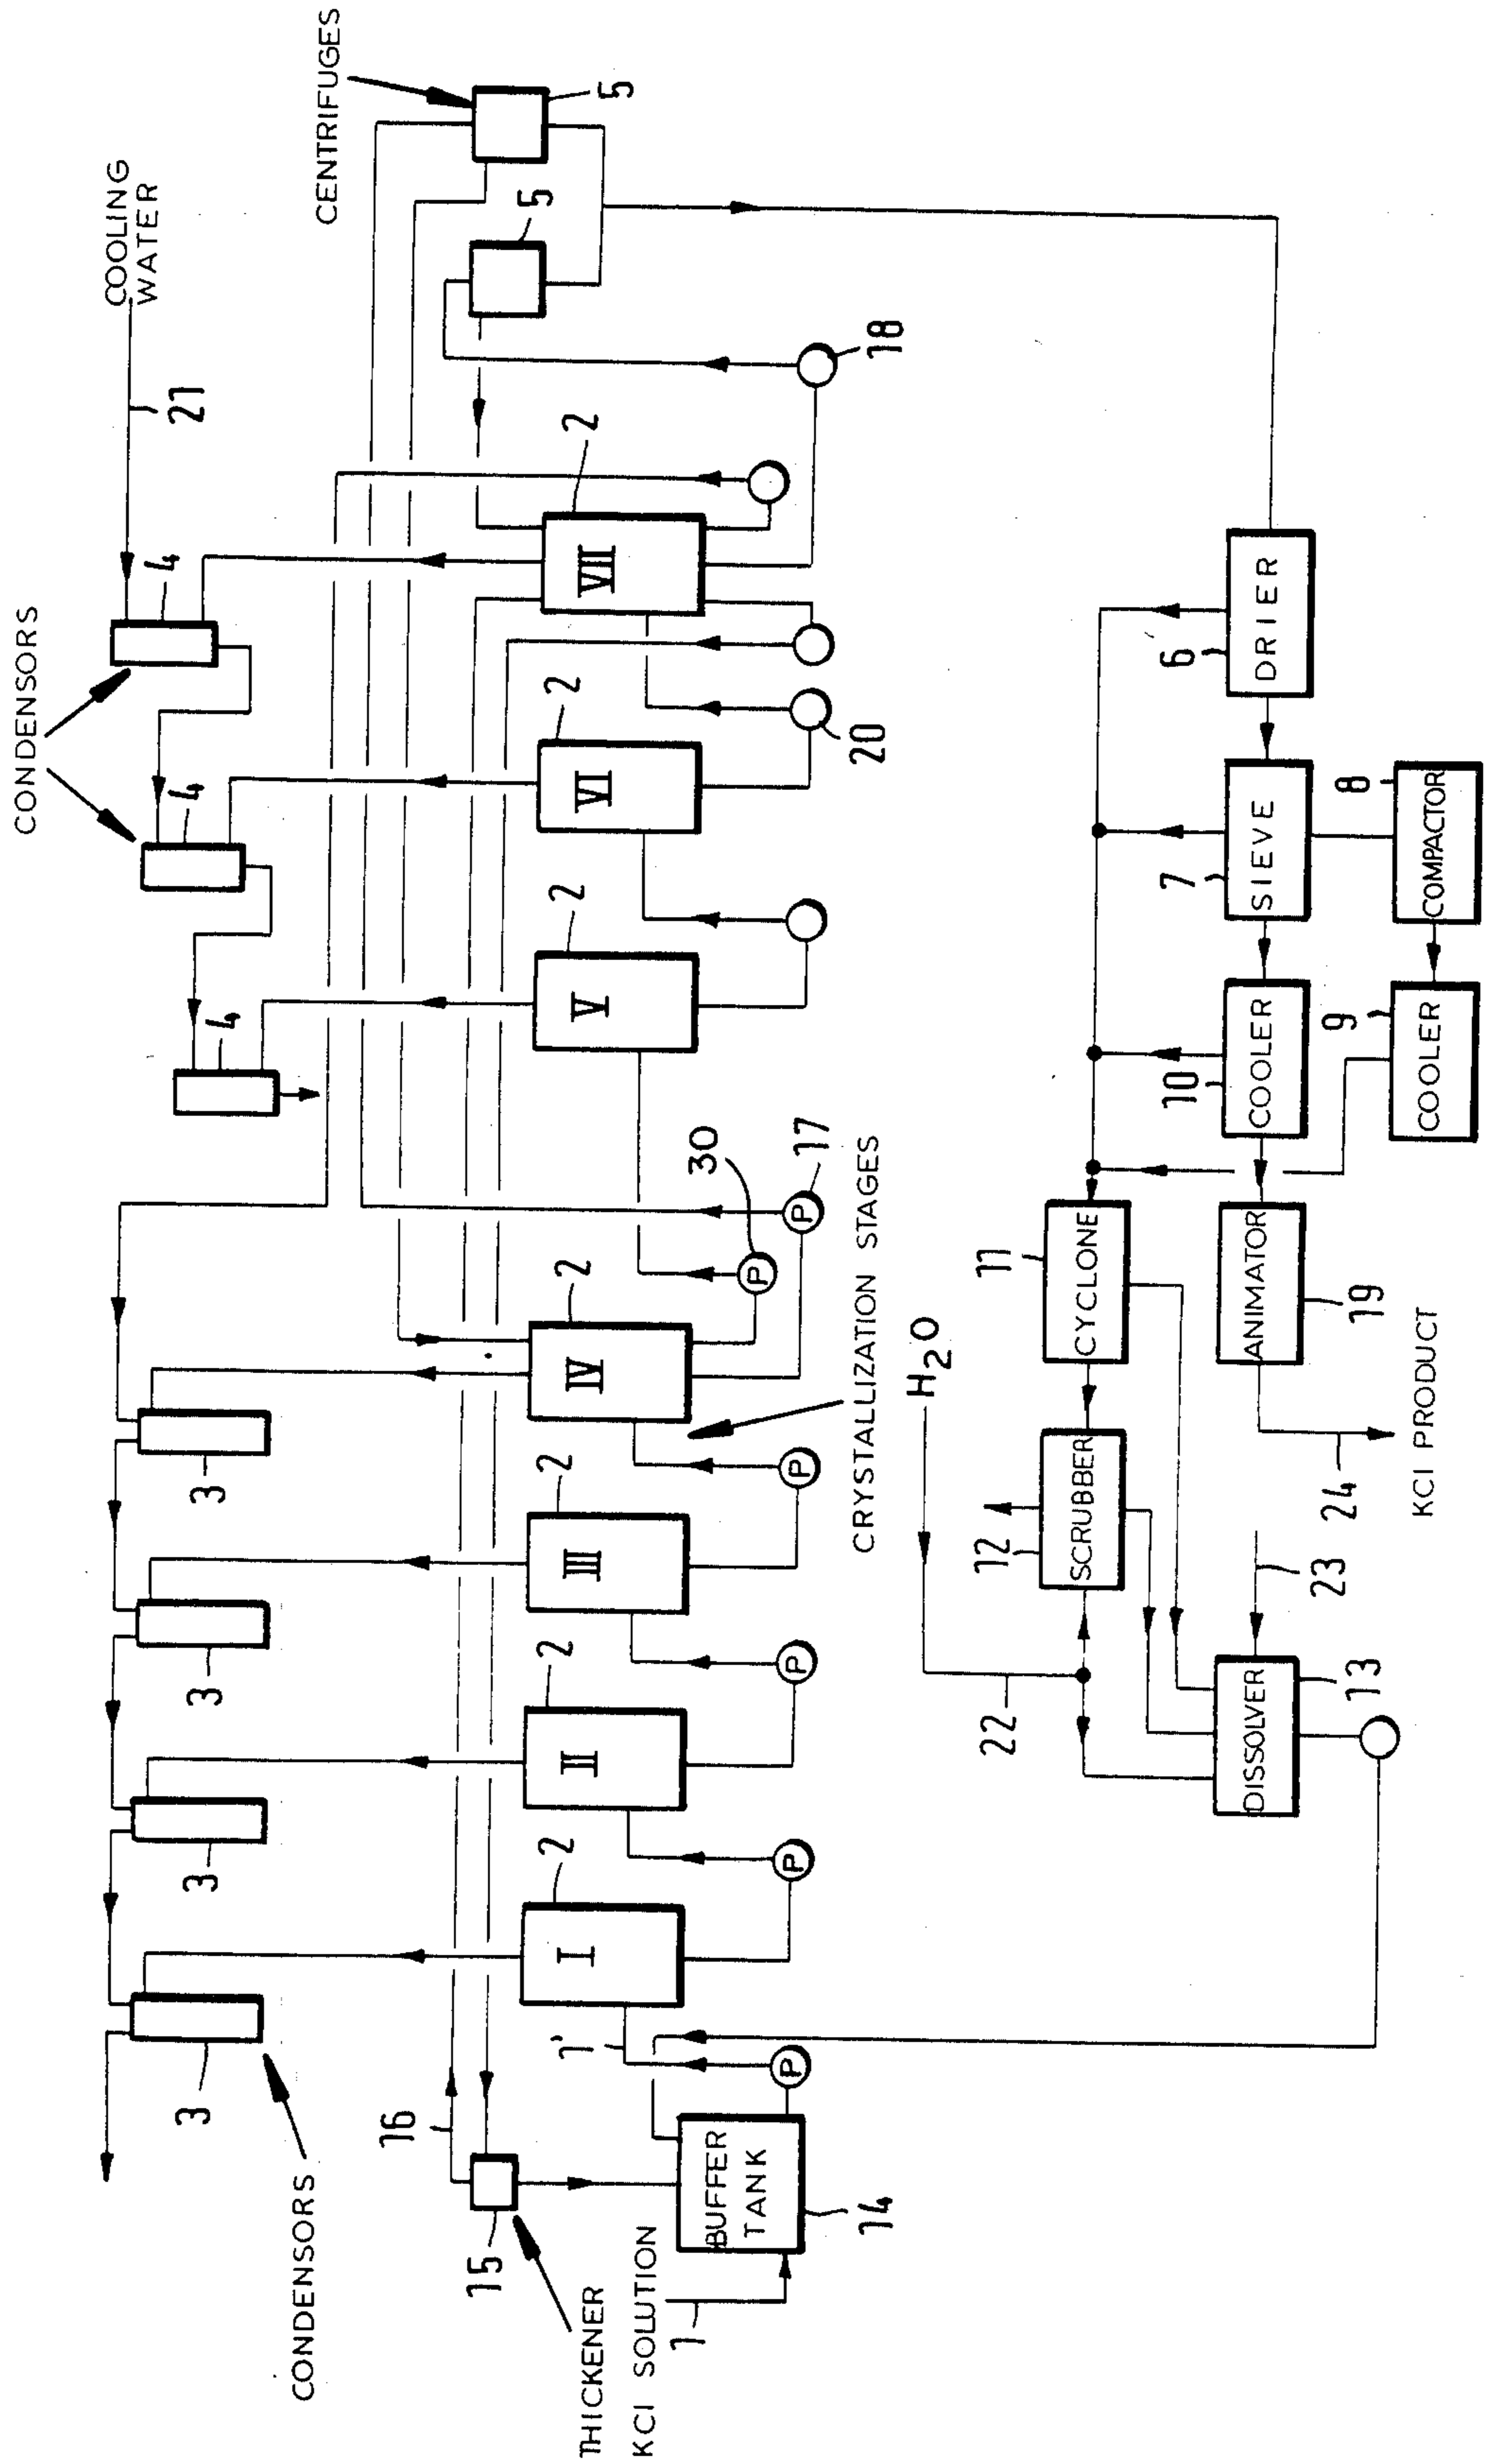 CONDENSORS
COOLING
WATER
CENTRIFUGES
21
4
4
4
5
5
3
3
3
3
CONDENSORS
16
15
THICKENER
KCl SOLUTION
1
BUFFER
TANK
14
P
1'
I
2
P
II
2
P
III
2
P
IV
2
30
P
17
P
CRYSTALLIZATION STAGES
V
2
VI
2
20
VII
2
18
H2O
22
DISSOLVER
13
23
SCRUBBER
12
CYCLONE
11
ANIMATOR
19
24
KCl PRODUCT
COOLER
10
COOLER
9
SIEVE
7
COMPACTOR
8
DRIER
6